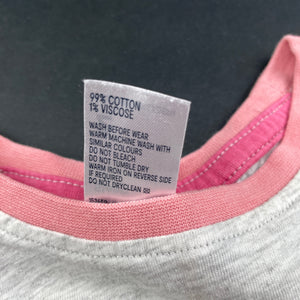 99% COTTON
1% VISCOSE
WASH BEFORE WEAR
WARM MACHINE WASH WITH
SIMILAR COLOURS
DO NOT BLEACH
DO NOT TUMBLE DRY
WARM IRON ON REVERSE SIDE
IF REQUIRED
DO NOT DRYCLEAN